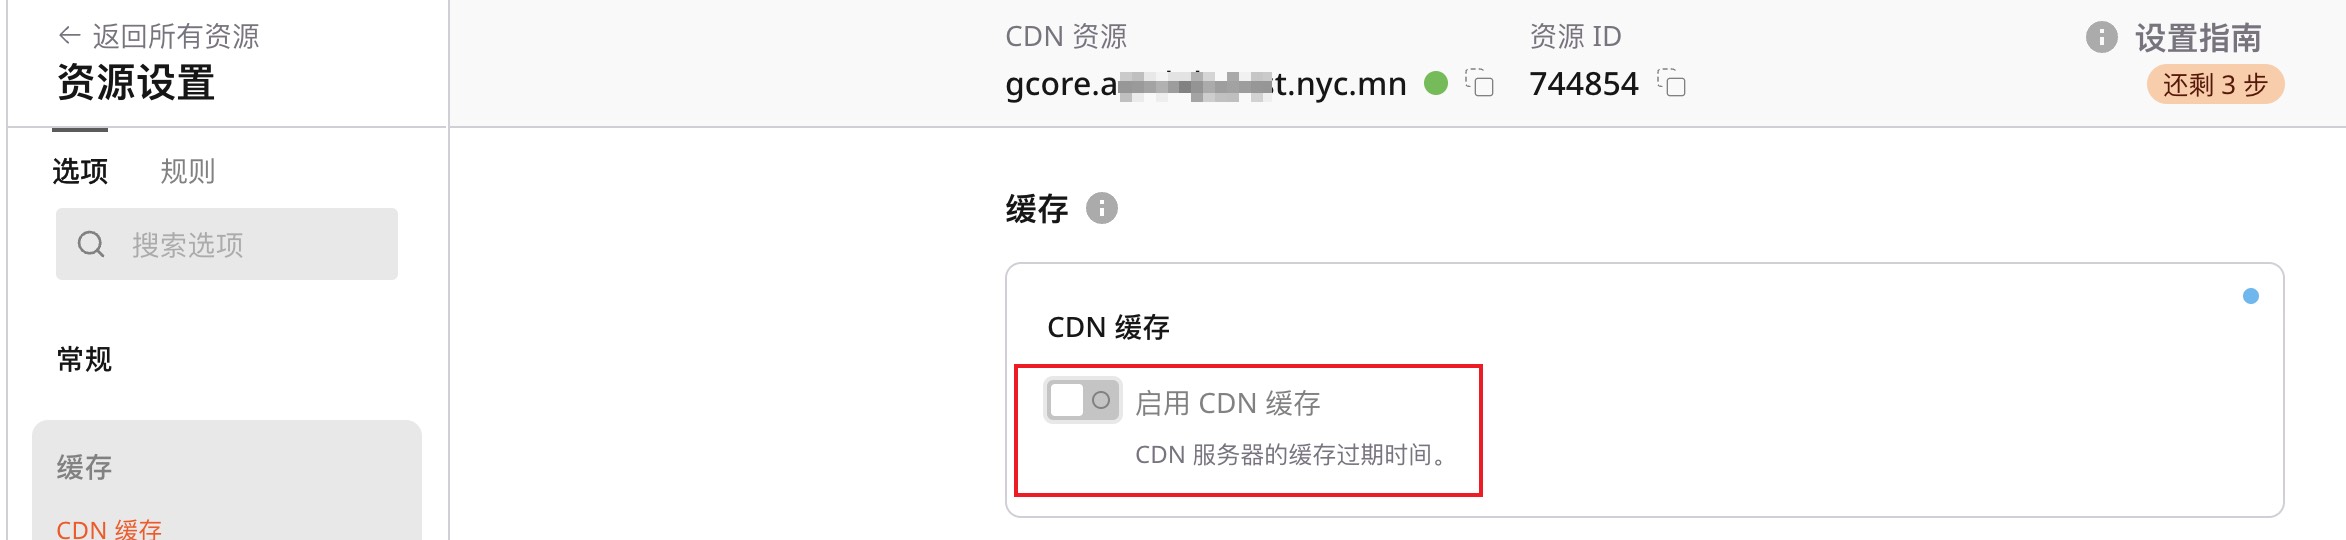 返回所有资源
资源设置
选项 规则
搜索选项
常规
缓存
CDN 缓存
CDN 资源
gcore.a t.nyc.mn
资源 ID
744854
设置指南
还剩 3 步
缓存
CDN 缓存
启用 CDN 缓存
CDN 服务器的缓存过期时间。